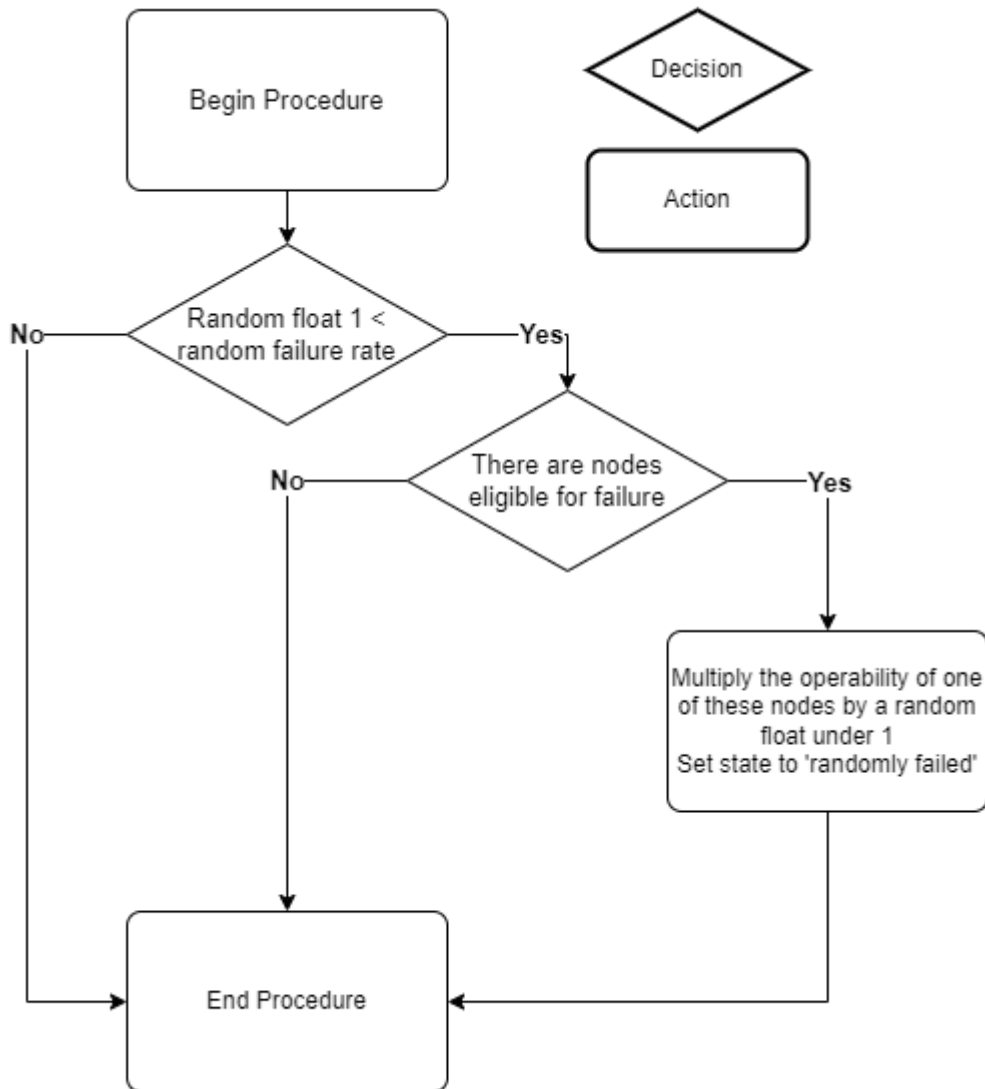 Begin Procedure
Decision
Action
Random float 1 <
random failure rate
No
Yes
There are nodes
eligible for failure
No
Yes
Multiply the operability of one
of these nodes by a random
float under 1
Set state to 'randomly failed'
End Procedure